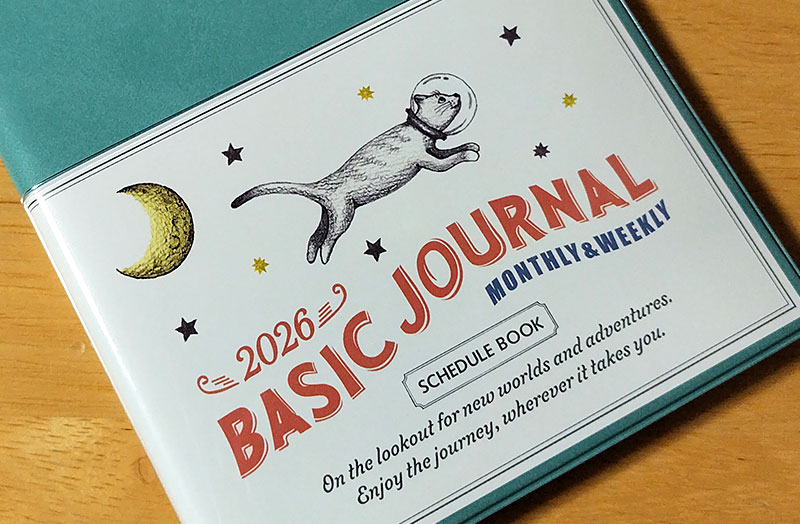 2026
BASIC JOURNAL
MONTHLY&WEEKLY
SCHEDULE BOOK
On the lookout for new worlds and adventures.
Enjoy the journey, wherever it takes you.